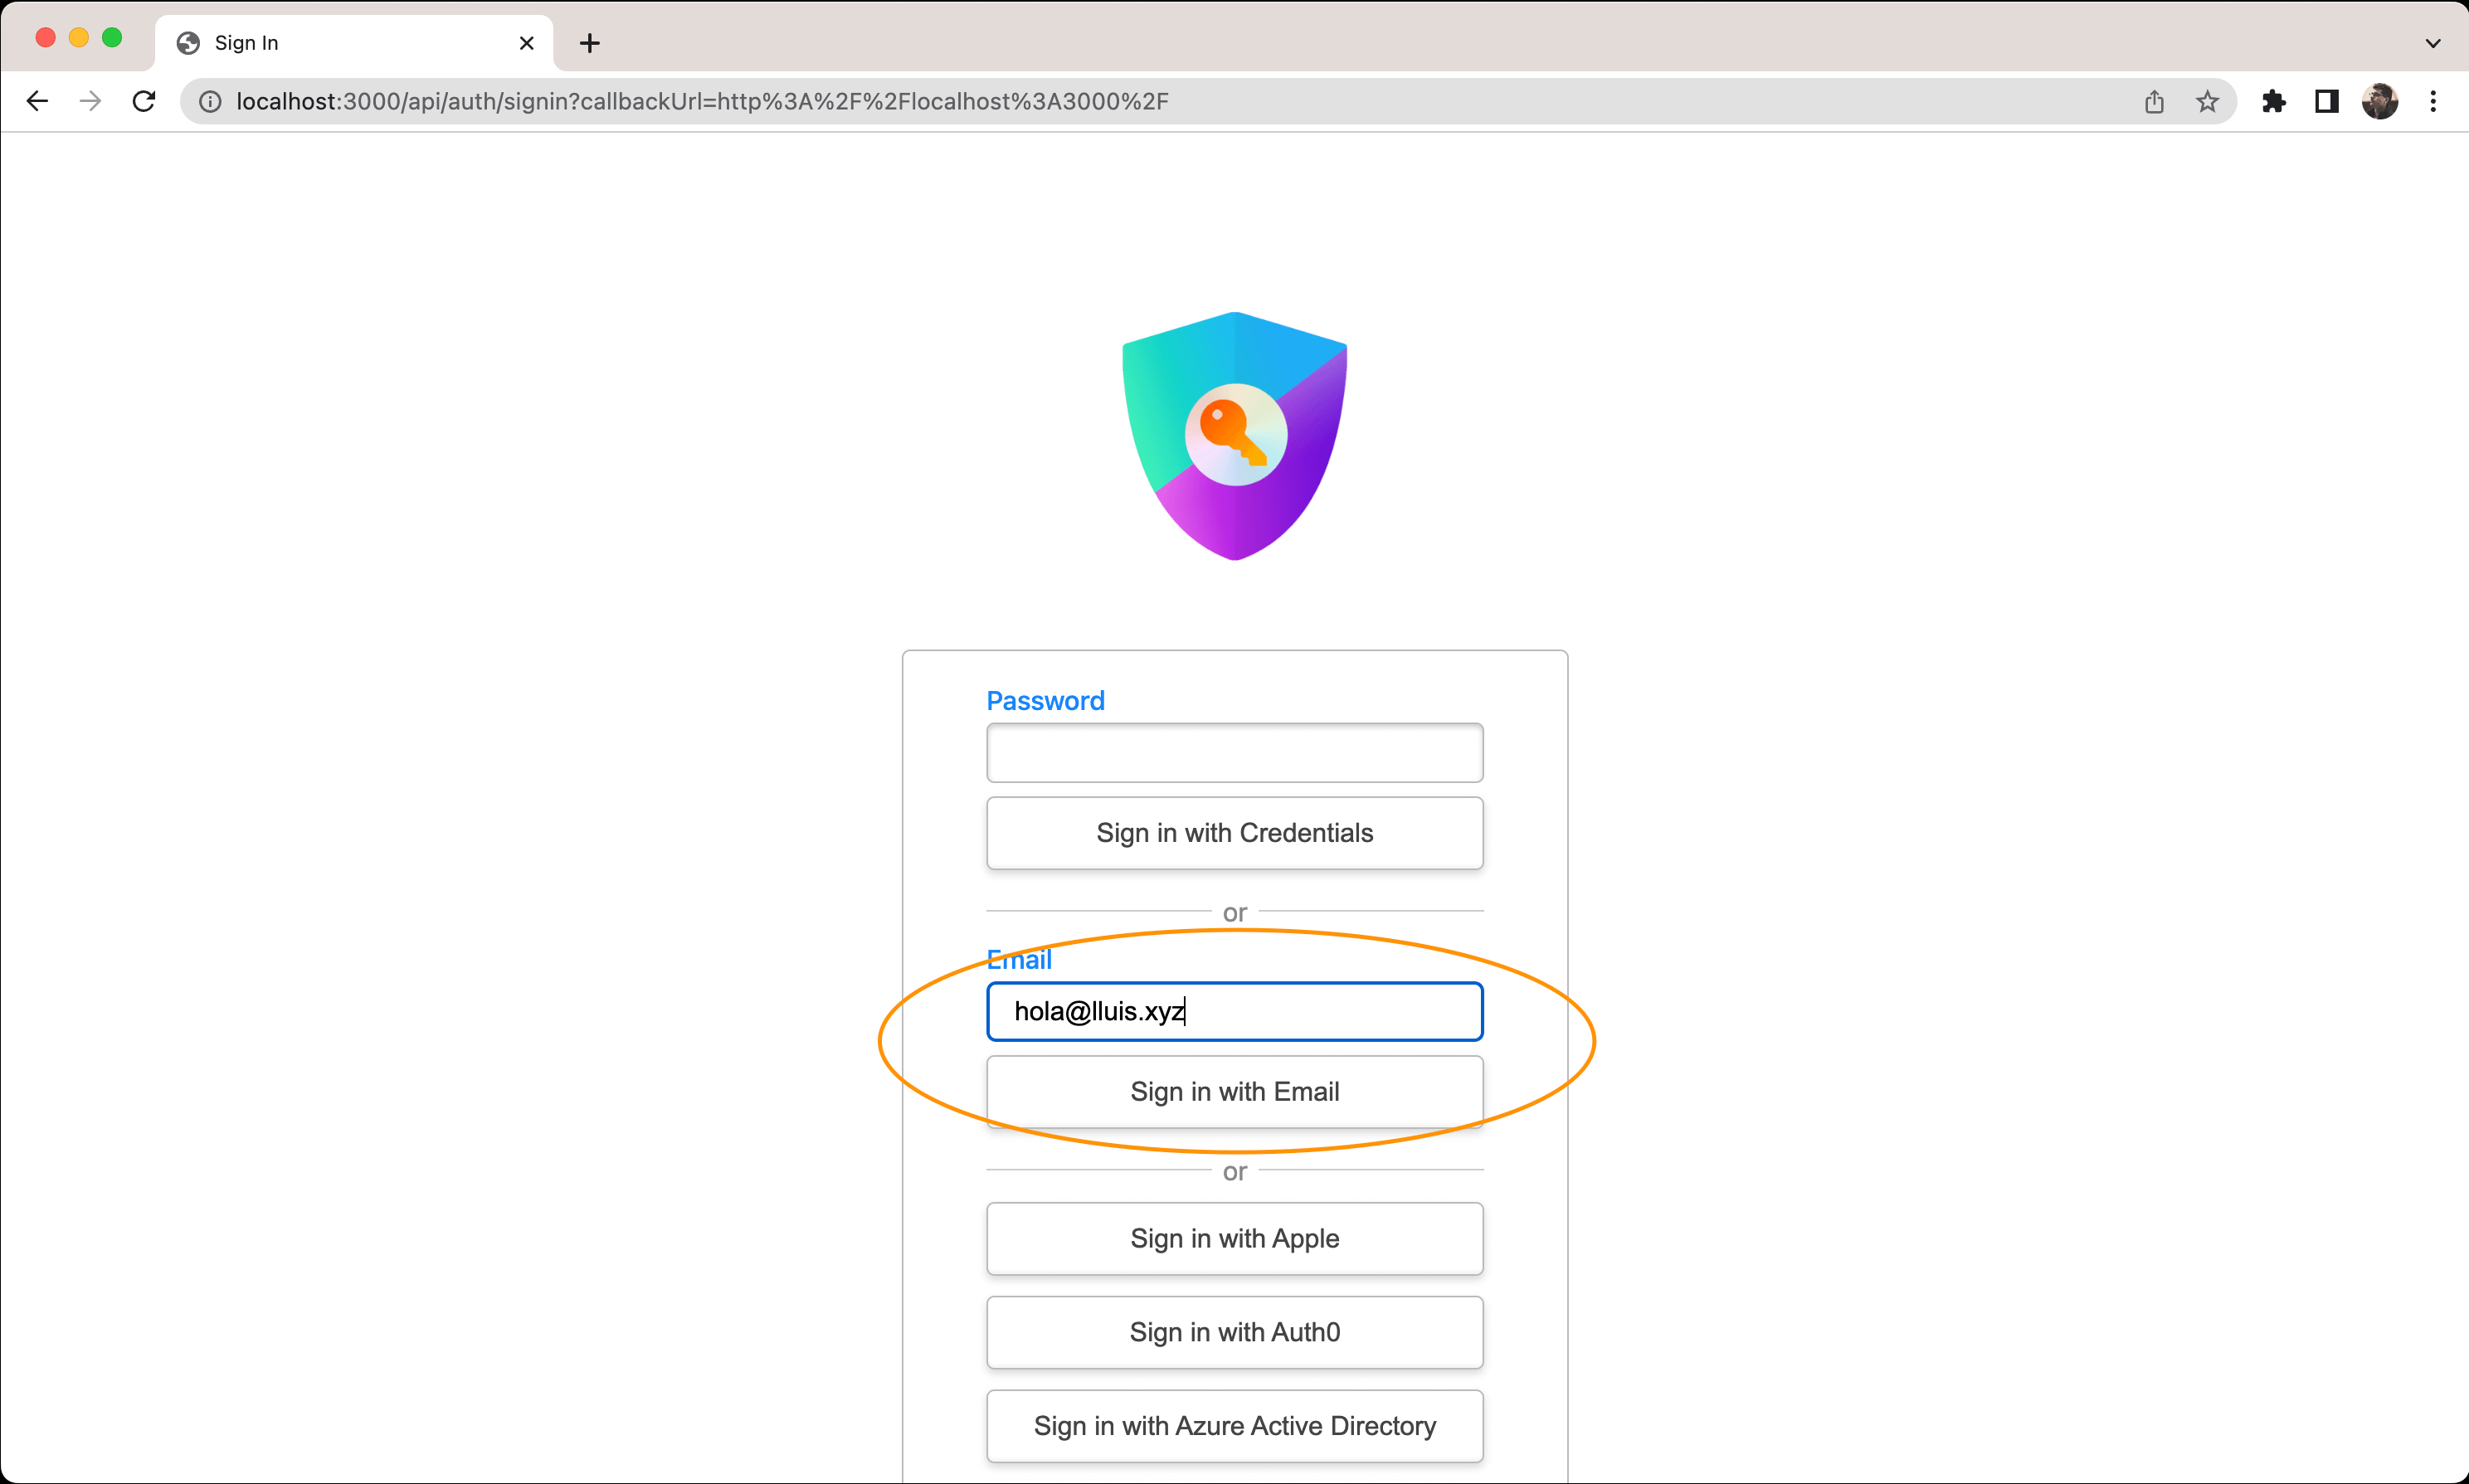 Sign In
localhost:3000/api/auth/signin?callbackUrl=http%3A%2F%2Flocalhost%3A3000%2F
Password
Sign in with Credentials
or
Email
hola@lluis.xyz
Sign in with Email
or
Sign in with Apple
Sign in with Auth0
Sign in with Azure Active Directory